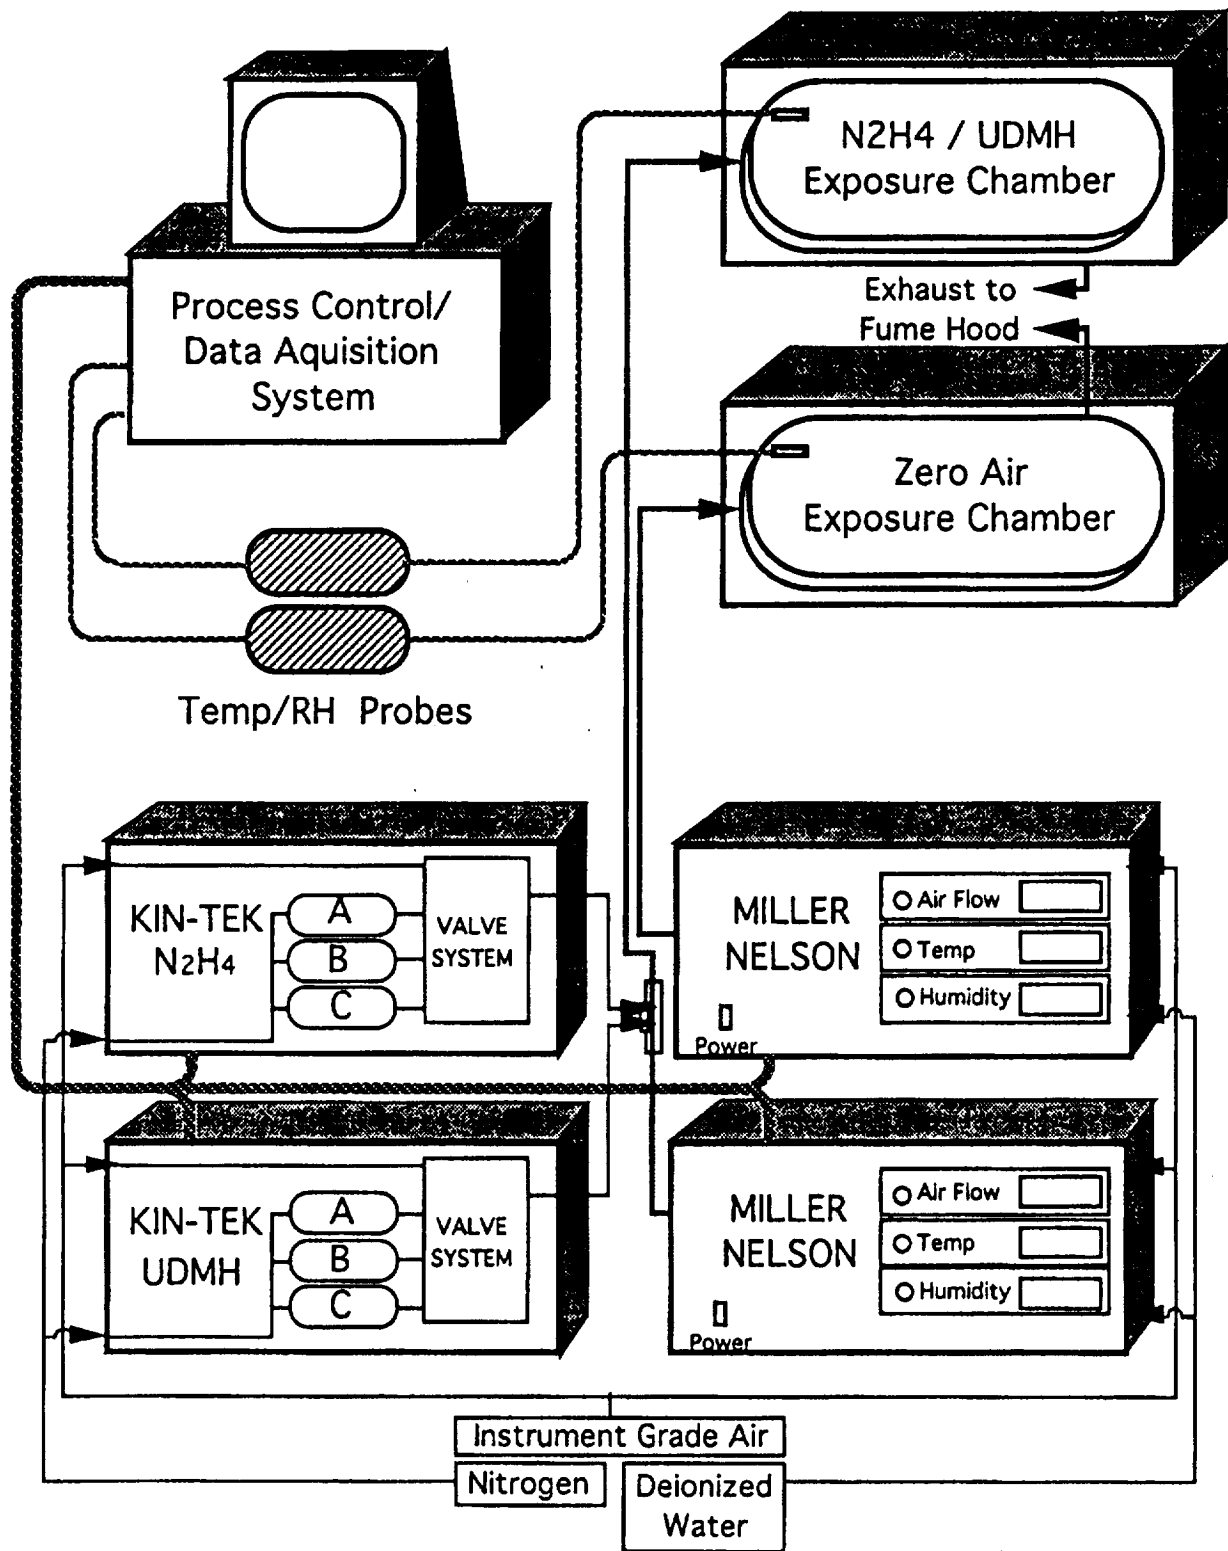 N2H4 / UDMH
Exposure Chamber
Exhaust to
Fume Hood
Process Control/
Data Aquisition
System
Zero Air
Exposure Chamber
Temp/RH Probes
KIN-TEK
N2H4
A
B
C
VALVE
SYSTEM
MILLER
NELSON
Air Flow
Temp
Humidity
Power
KIN-TEK
UDMH
A
B
C
VALVE
SYSTEM
MILLER
NELSON
Air Flow
Temp
Humidity
Power
Instrument Grade Air
Nitrogen
Deionized
Water